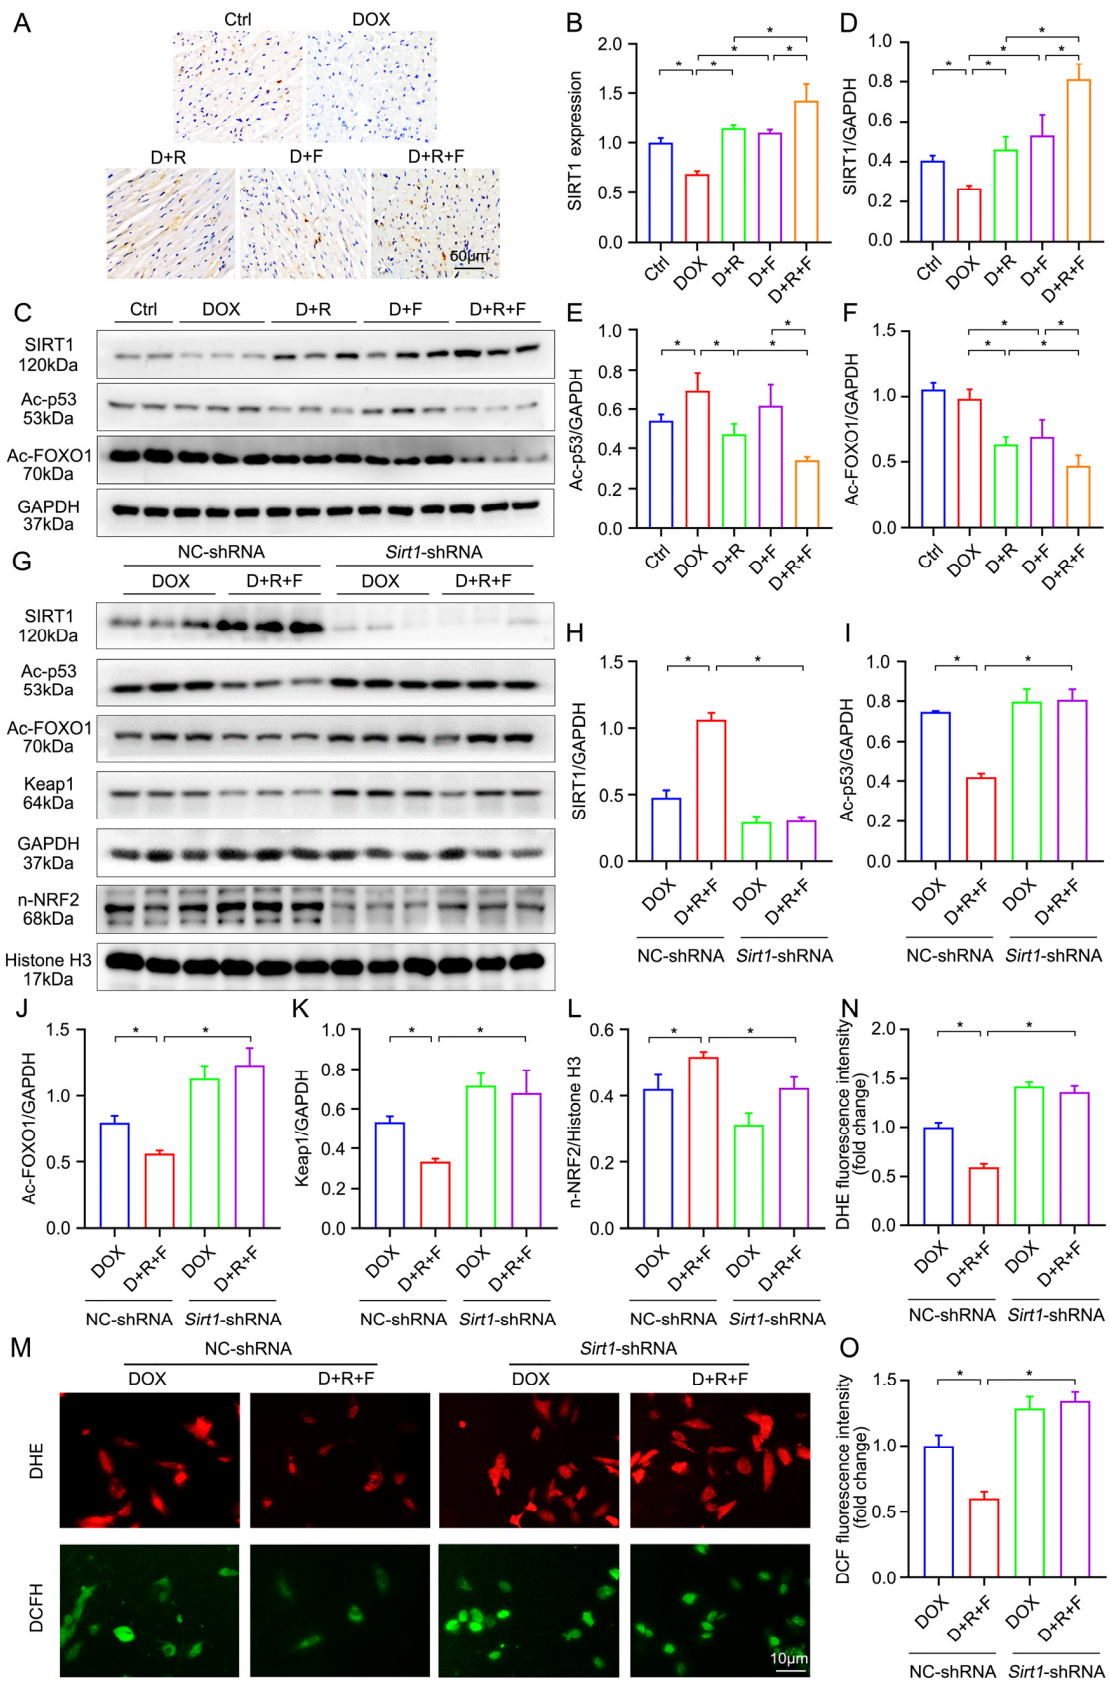 A
Ctrl
DOX
D+R
D+F
D+R+F
50μm
B
SIRT1 expression
2.0
1.5
1.0
0.5
0.0
* * * * *
Ctrl
DOX
D+R
D+F
D+R+F
D
SIRT1/GAPDH
1.0
0.8
0.6
0.4
0.2
0.0
* * * * *
Ctrl
DOX
D+R
D+F
D+R+F
C
Ctrl DOX D+R D+F D+R+F
SIRT1
120kDa
Ac-p53
53kDa
Ac-FOXO1
70kDa
GAPDH
37kDa
E
Ac-p53/GAPDH
1.0
0.8
0.6
0.4
0.2
0.0
* * * *
Ctrl
DOX
D+R
D+F
D+R+F
F
Ac-FOXO1/GAPDH
1.5
1.0
0.5
0.0
* * * *
Ctrl
DOX
D+R
D+F
D+R+F
G
NC-shRNA Sirt1-shRNA
DOX D+R+F DOX D+R+F
SIRT1
120kDa
Ac-p53
53kDa
Ac-FOXO1
70kDa
Keap1
64kDa
GAPDH
37kDa
n-NRF2
68kDa
Histone H3
17kDa
H
SIRT1/GAPDH
1.5
1.0
0.5
0.0
* *
DOX
D+R+F
DOX
D+R+F
NC-shRNA Sirt1-shRNA
I
Ac-p53/GAPDH
1.0
0.8
0.6
0.4
0.2
0.0
* *
DOX
D+R+F
DOX
D+R+F
NC-shRNA Sirt1-shRNA
J
Ac-FOXO1/GAPDH
1.5
1.0
0.5
0.0
* *
DOX
D+R+F
DOX
D+R+F
NC-shRNA Sirt1-shRNA
K
Keap1/GAPDH
1.0
0.8
0.6
0.4
0.2
0.0
* *
DOX
D+R+F
DOX
D+R+F
NC-shRNA Sirt1-shRNA
L
n-NRF2/Histone H3
0.6
0.4
0.2
0.0
* *
DOX
D+R+F
DOX
D+R+F
NC-shRNA Sirt1-shRNA
N
DHE fluorescence intensity
(fold change)
2.0
1.5
1.0
0.5
0.0
* *
DOX
D+R+F
DOX
D+R+F
NC-shRNA Sirt1-shRNA
M
NC-shRNA Sirt1-shRNA
DOX D+R+F DOX D+R+F
DHE
DCFH
10μm
O
DCF fluorescence intensity
(fold change)
1.5
1.0
0.5
0.0
* *
DOX
D+R+F
DOX
D+R+F
NC-shRNA Sirt1-shRNA